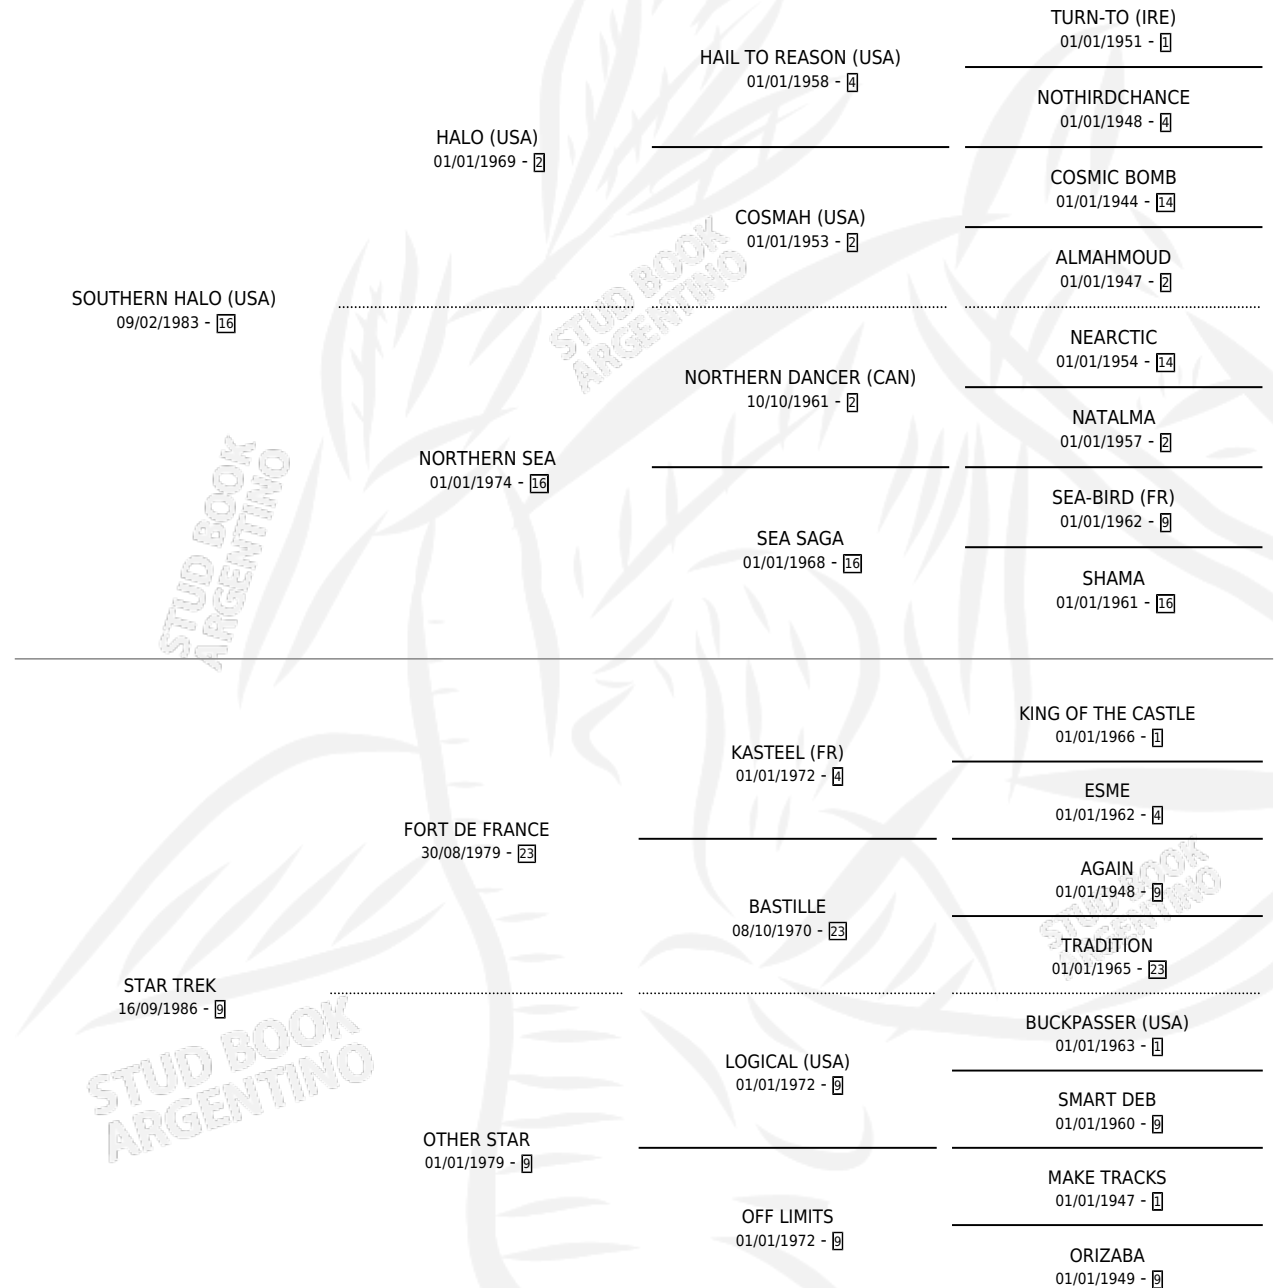 TURN-TO (IRE)
01/01/1951 - 1
HAIL TO REASON (USA)
01/01/1958 - 4
NOTHIRDCHANCE
01/01/1948 - 4
HALO (USA)
01/01/1969 - 2
COSMIC BOMB
01/01/1944 - 14
COSMAH (USA)
01/01/1953 - 2
ALMAHMOUD
01/01/1947 - 2
SOUTHERN HALO (USA)
09/02/1983 - 16
STUD BOOK
ARGENTINO
NEARCTIC
01/01/1954 - 14
NORTHERN DANCER (CAN)
10/10/1961 - 2
NATALMA
01/01/1957 - 2
NORTHERN SEA
01/01/1974 - 16
SEA-BIRD (FR)
01/01/1962 - 9
SEA SAGA
01/01/1968 - 16
SHAMA
01/01/1961 - 16
STUD BOOK
ARGENTINO
KING OF THE CASTLE
01/01/1966 - 1
KASTEEL (FR)
01/01/1972 - 4
ESME
01/01/1962 - 4
FORT DE FRANCE
30/08/1979 - 23
AGAIN
01/01/1948 - 9
BASTILLE
08/10/1970 - 23
STUD BOOK
ARGENTINO
TRADITION
01/01/1965 - 23
STAR TREK
16/09/1986 - 9
STUD BOOK
ARGENTINO
BUCKPASSER (USA)
01/01/1963 - 1
LOGICAL (USA)
01/01/1972 - 9
SMART DEB
01/01/1960 - 9
OTHER STAR
01/01/1979 - 9
MAKE TRACKS
01/01/1947 - 1
OFF LIMITS
01/01/1972 - 9
ORIZABA
01/01/1949 - 9